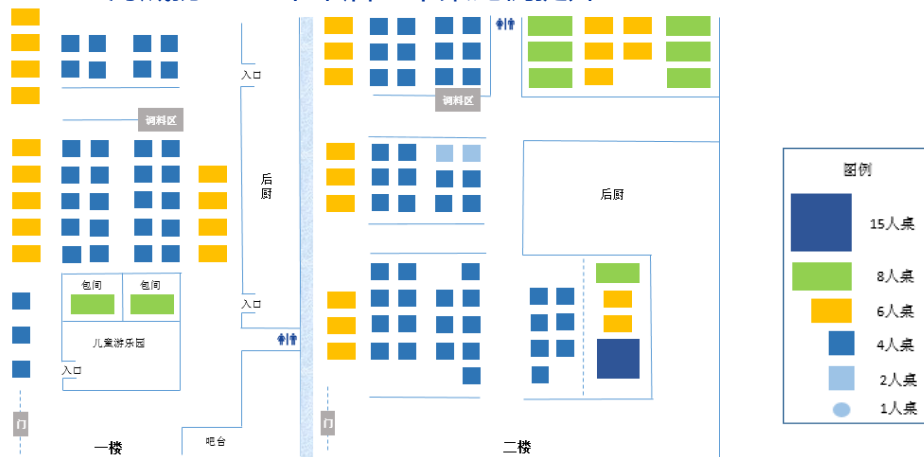 入口
调料区
调料区
后厨
后厨
包间
包间
入口
儿童游乐园
入口
门
门
吧台
一楼
二楼
图例
15人桌
8人桌
6人桌
4人桌
2人桌
1人桌